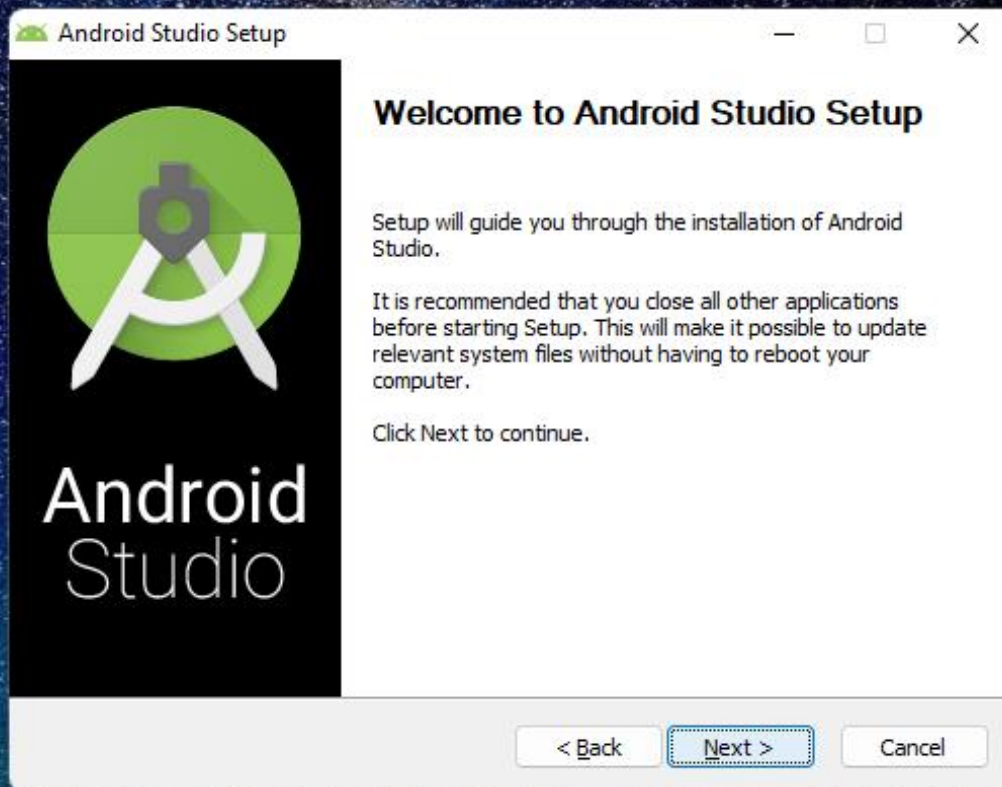 Android Studio Setup
Welcome to Android Studio Setup
Setup will guide you through the installation of Android
Studio.
It is recommended that you close all other applications
before starting Setup. This will make it possible to update
relevant system files without having to reboot your
computer.
Click Next to continue.
Android
Studio
< Back
Next >
Cancel